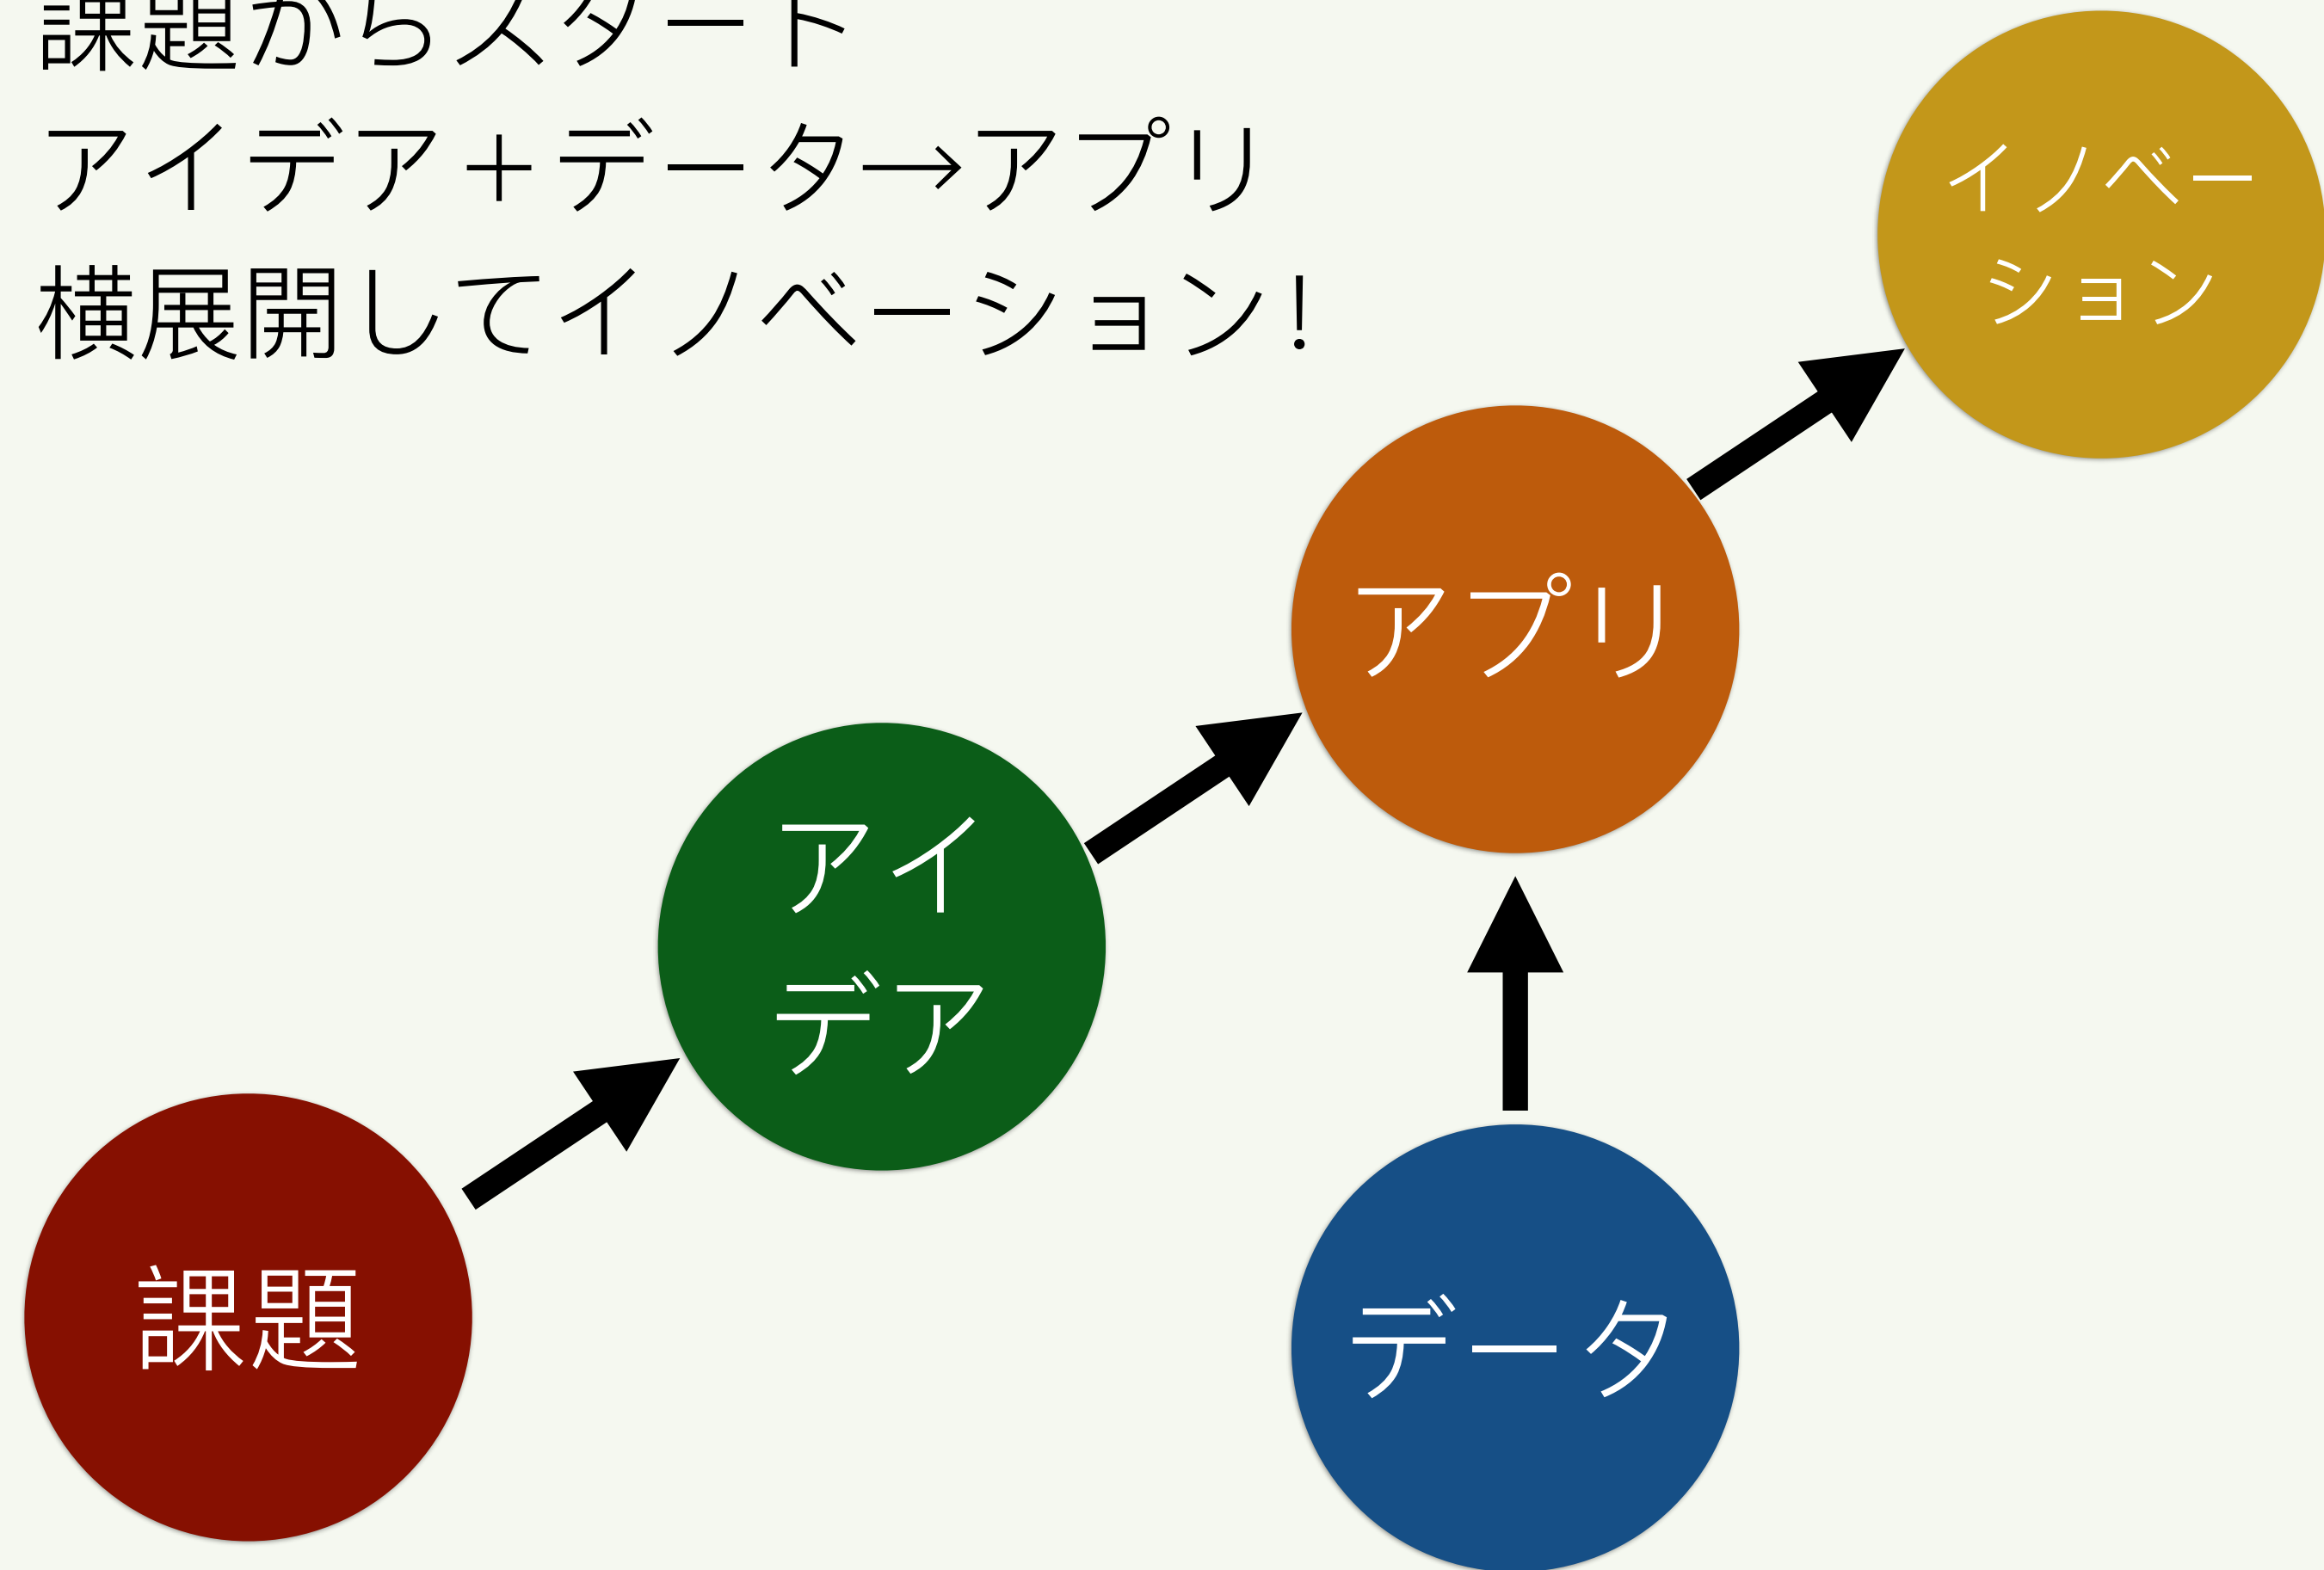 課題からスタート
アイデア+データ→アプリ
横展開してイノベーション!
イノベー
ション
アプリ
アイ
デア
課題
データ